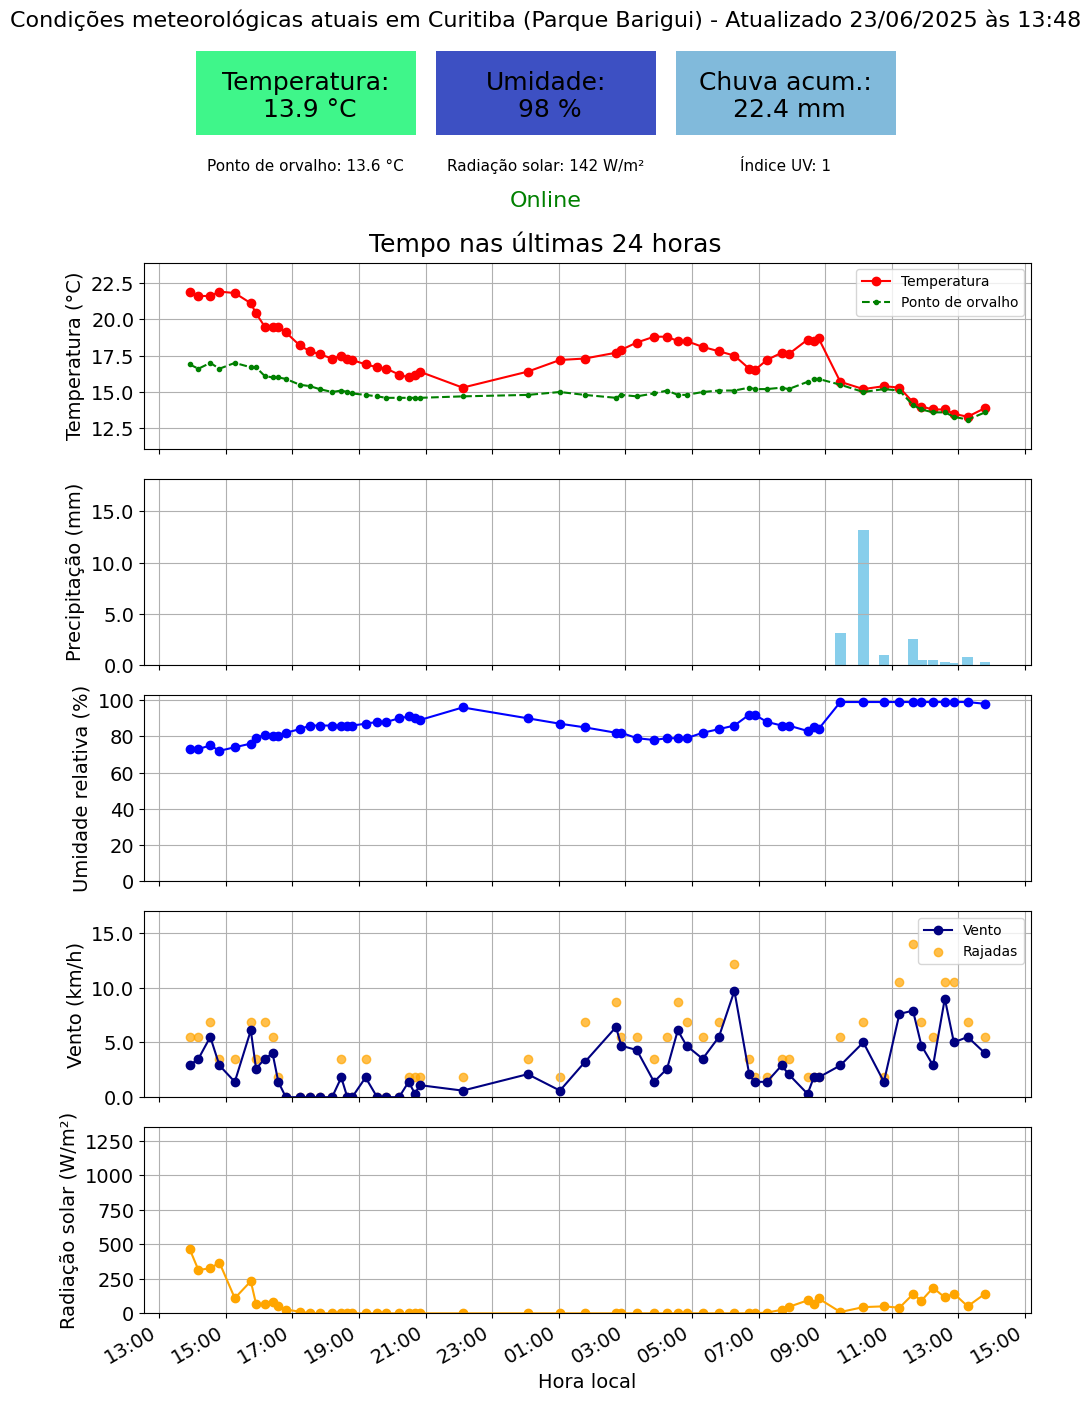 Condições meteorológicas atuais em Curitiba (Parque Barigui) - Atualizado 23/06/2025 às 13:48
Temperatura:
13.9 °C
Umidade:
98 %
Chuva acum.:
22.4 mm
Ponto de orvalho: 13.6 °C
Radiação solar: 142 W/m²
Índice UV: 1
Online
Tempo nas últimas 24 horas
Temperatura (°C)
22.5
20.0
17.5
15.0
12.5
Temperatura
Ponto de orvalho
Precipitação (mm)
15.0
10.0
5.0
0.0
Umidade relativa (%)
100
80
60
40
20
0
Vento (km/h)
15.0
10.0
5.0
0.0
Vento
Rajadas
Radiação solar (W/m²)
1250
1000
750
500
250
0
13:00
15:00
17:00
19:00
21:00
23:00
01:00
03:00
05:00
07:00
09:00
11:00
13:00
15:00
Hora local